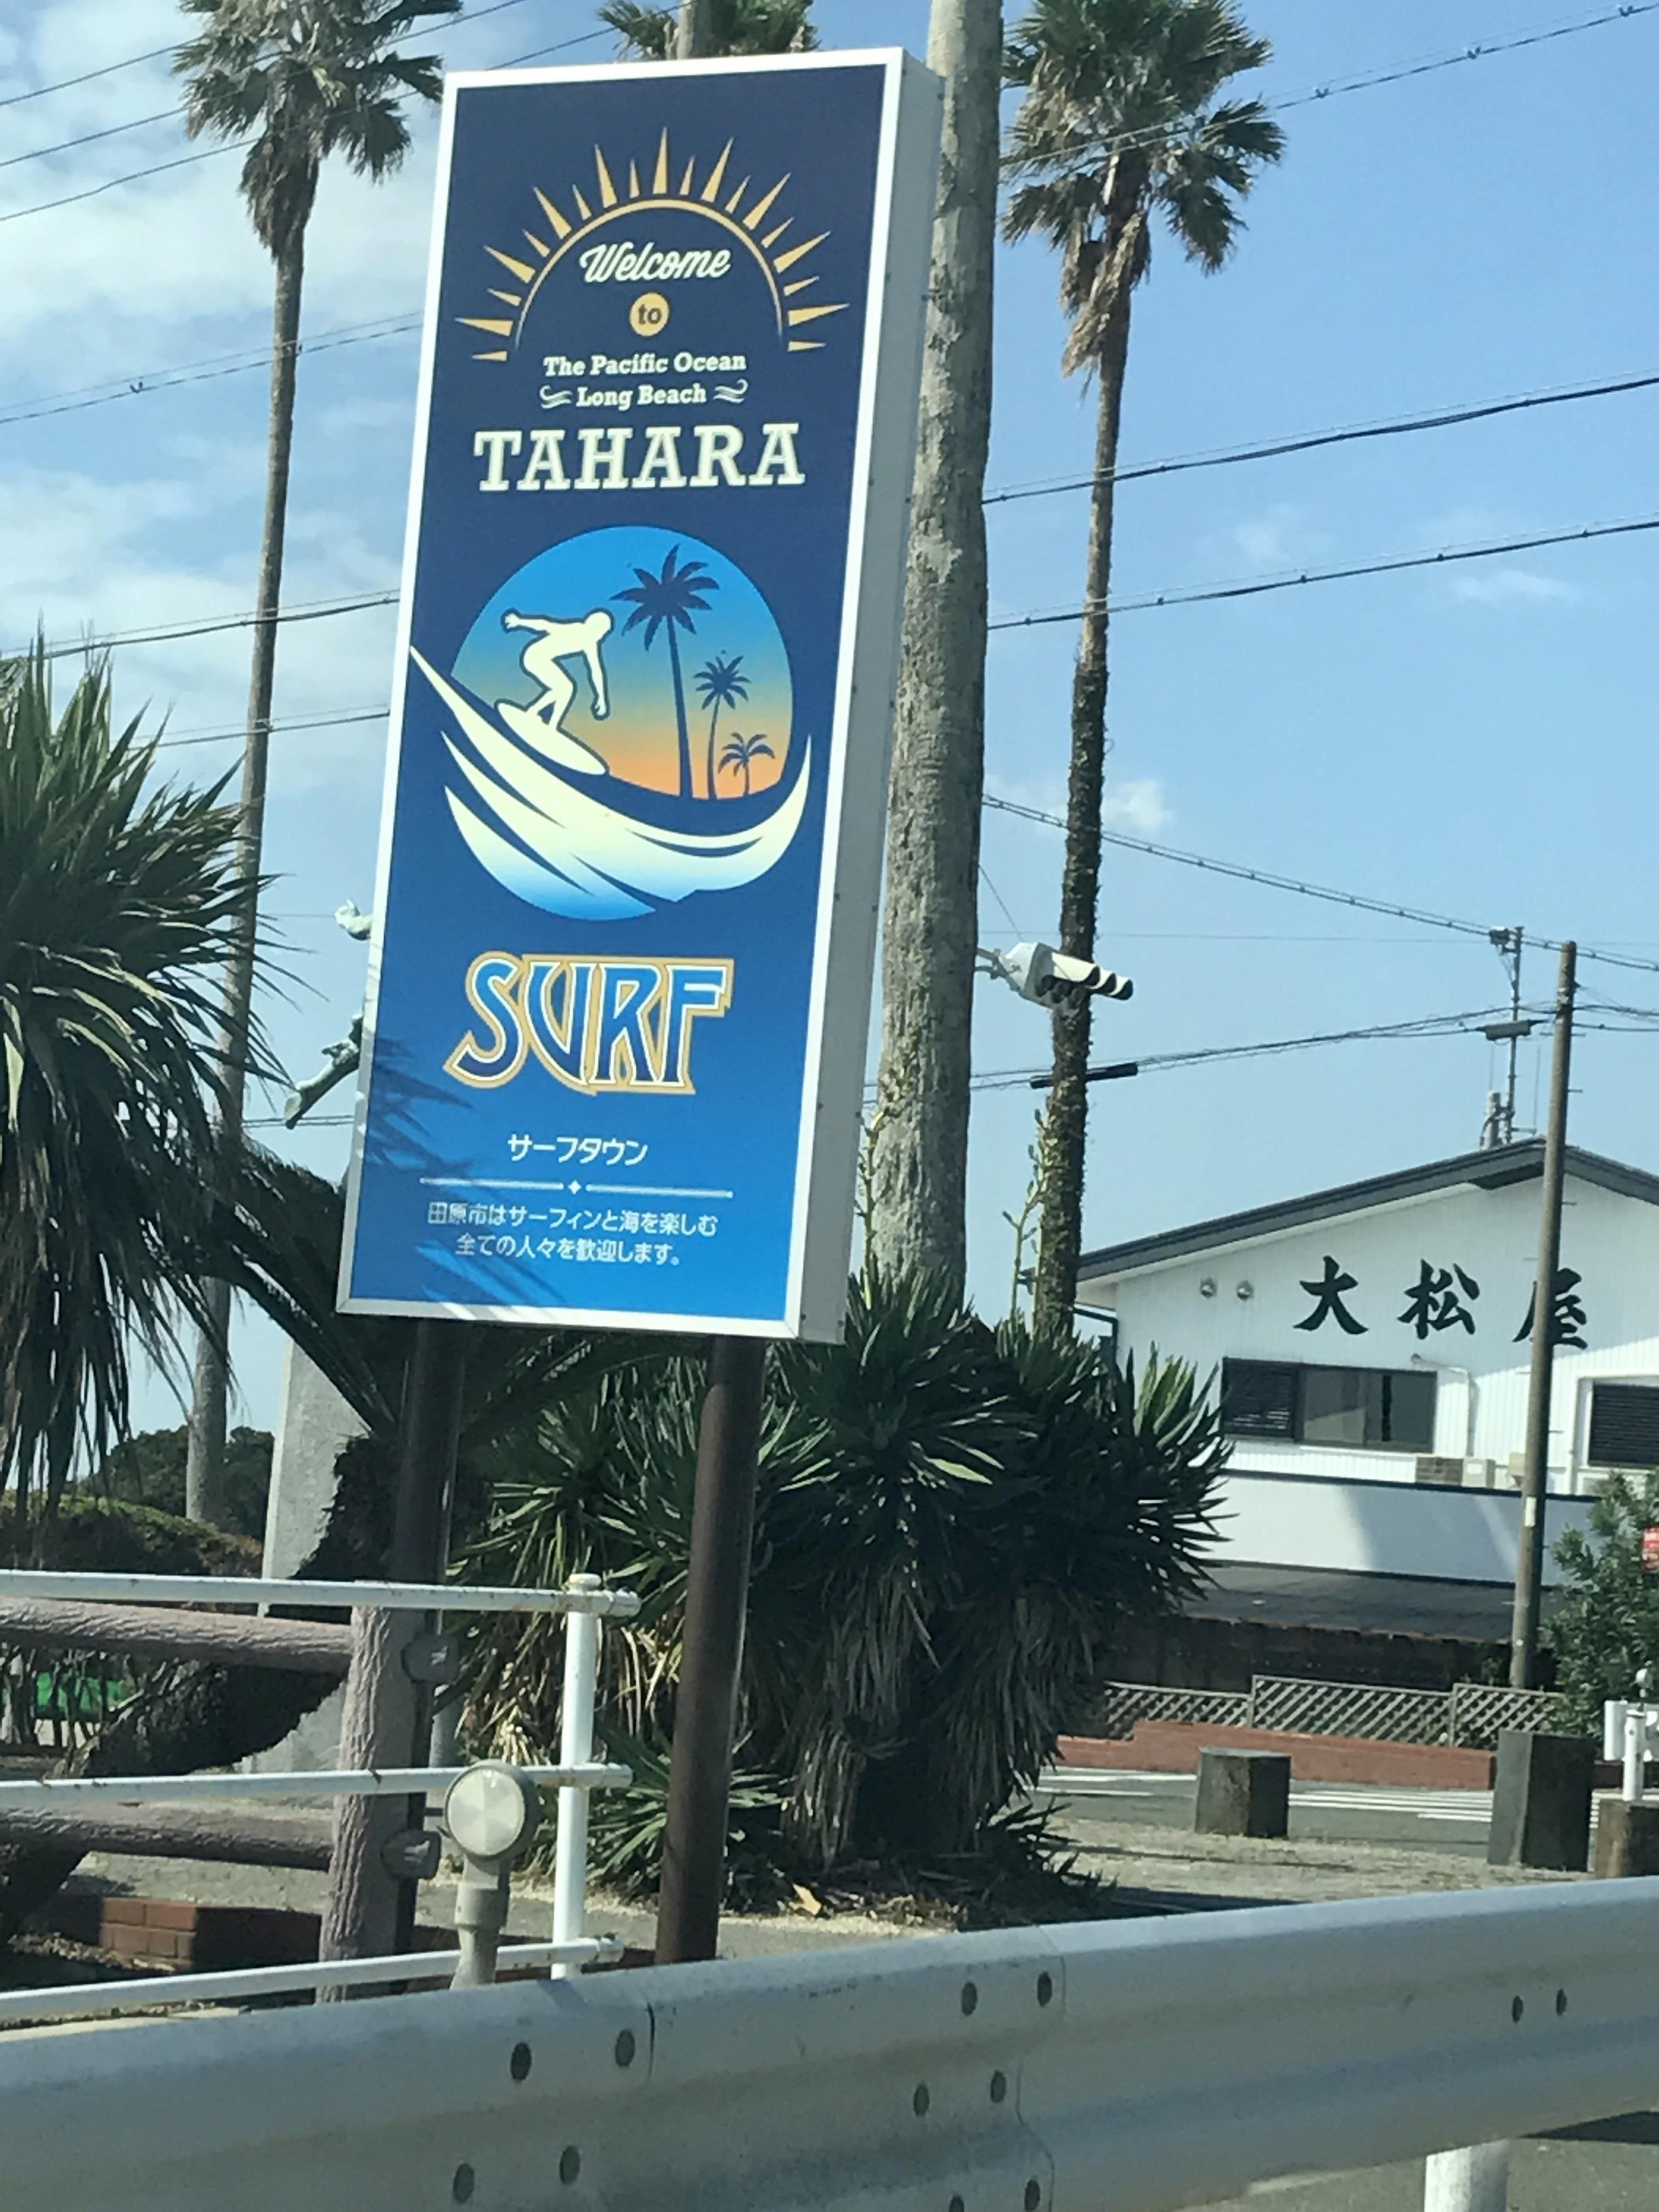 Welcome
to
The Pacific Ocean
Long Beach
TAHARA
SURF
サーフタウン
田原市はサーフィンと海を楽しむ
全ての人々を歓迎します。
大松屋